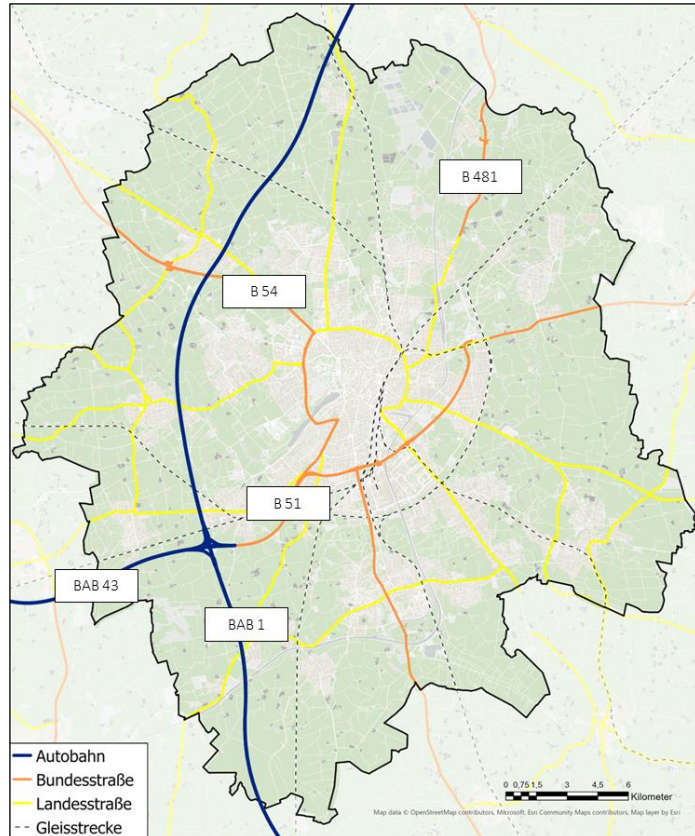 B 481
B 54
B 51
BAB 43
BAB 1
Autobahn
Bundesstraße
Landesstraße
Gleisstrecke
0 0,75 1,5 3 4,5 6
Kilometer
Map data © OpenStreetMap contributors, Microsoft, Esri Community Maps contributors, Map layer by Esri